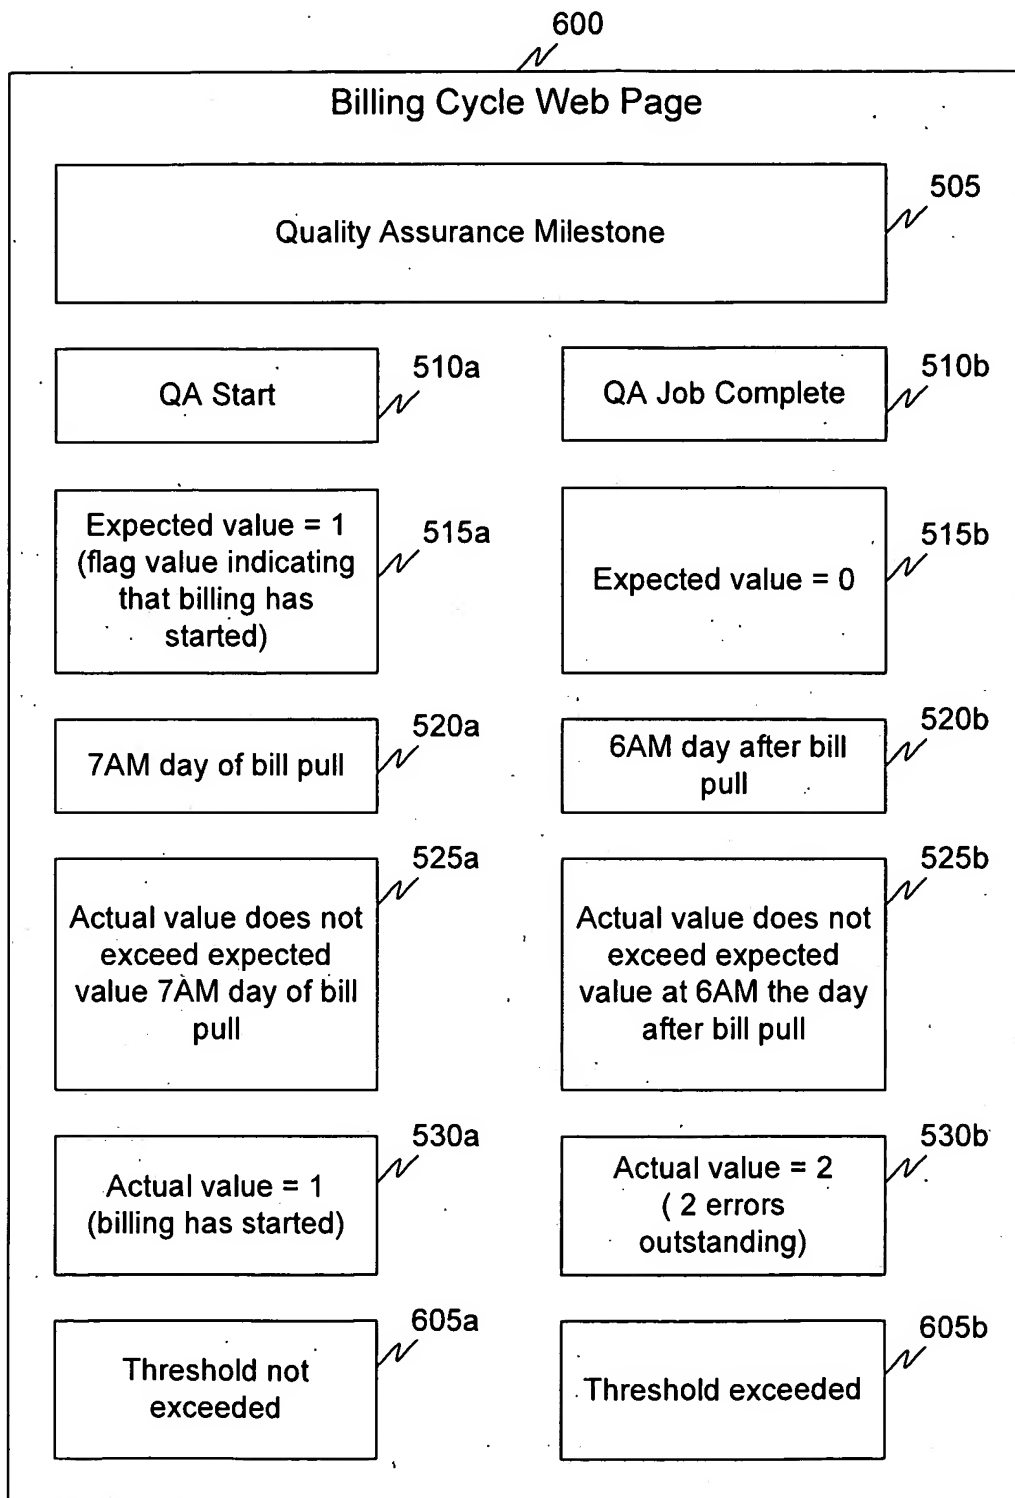 600
Billing Cycle Web Page
505
Quality Assurance Milestone
510a
510b
QA Start
QA Job Complete
Expected value = 1
(flag value indicating
that billing has
started)
515a
515b
Expected value = 0
520a
520b
7AM day of bill pull
6AM day after bill
pull
525a
525b
Actual value does not
exceed expected
value 7AM day of bill
pull
Actual value does not
exceed expected
value at 6AM the day
after bill pull
530a
530b
Actual value = 1
(billing has started)
Actual value = 2
( 2 errors
outstanding)
605a
605b
Threshold not
exceeded
Threshold exceeded